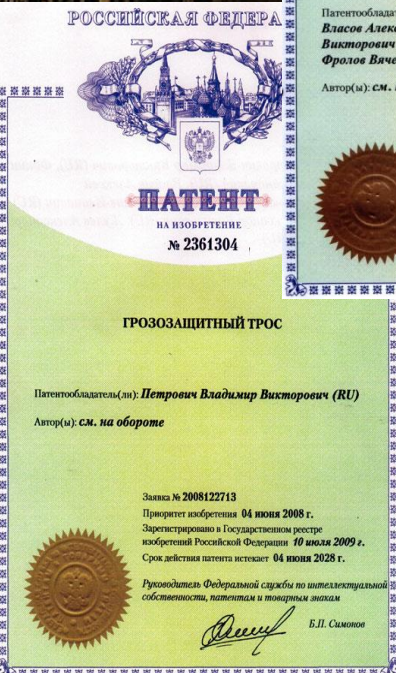 РОССИЙСКАЯ ФЕДЕРА
ПАТЕНТ
НА ИЗОБРЕТЕНИЕ
№ 2361304
ГРОЗОЗАЩИТНЫЙ ТРОС
Патентообладатель(ли): Петрович Владимир Викторович (RU)
Автор(ы): см. на обороте
Заявка № 2008122713
Приоритет изобретения 04 июня 2008 г.
Зарегистрировано в Государственном реестре
изобретений Российской Федерации 10 июля 2009 г.
Срок действия патента истекает 04 июня 2028 г.
Руководитель Федеральной службы по интеллектуальной
собственности, патентам и товарным знакам
Б.П. Симонов
Патентооблада
Власов Алек
Викторович
Фролов Вяче
Автор(ы): см.